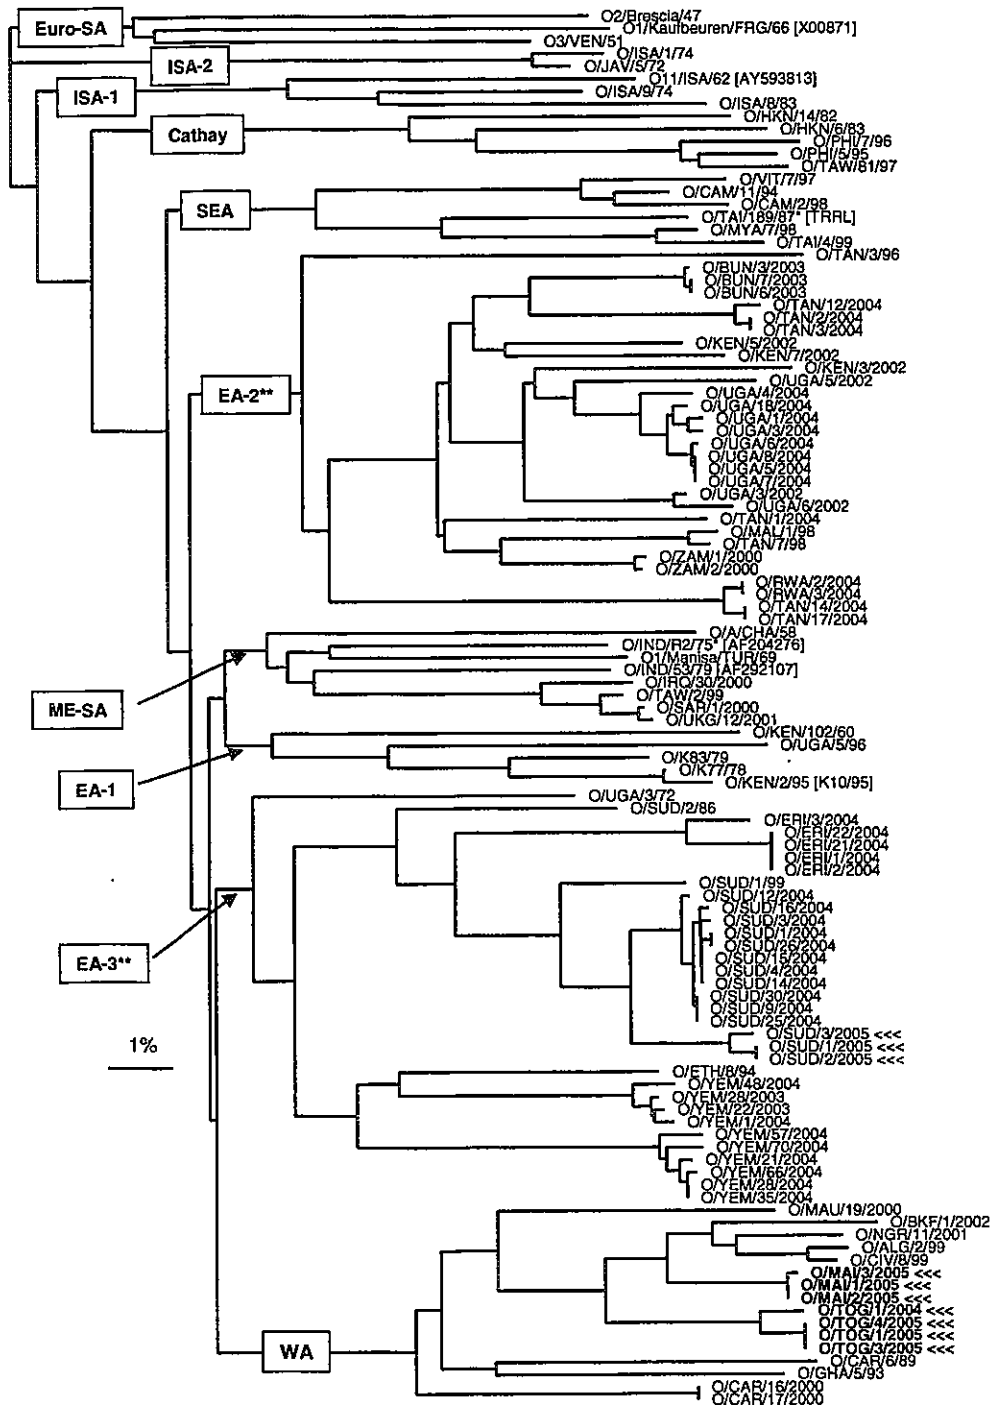 O2/Brescia/47
Euro-SA
O1/Kaufbeuren/FRG/66 [X00871]
O3/VEN/51
O/ISA/1/74
ISA-2
O/JAV/5/72
O11/ISA/62 [AY593813]
ISA-1
O/ISA/9/74
O/ISA/8/83
O/HKN/14/82
Cathay
O/HKN/6/83
O/PHI/7/96
O/PHI/5/95
O/TAW/81/97
O/VIT/7/97
O/CAM/11/94
O/CAM/2/98
SEA
O/TAI/189/87* [TRRL]
O/MYA/7/98
O/TAI/4/99
O/TAN/3/96
O/BUN/3/2003
O/BUN/7/2003
O/BUN/6/2003
O/TAN/12/2004
O/TAN/2/2004
O/TAN/3/2004
O/KEN/5/2002
O/KEN/7/2002
O/KEN/3/2002
O/UGA/5/2002
EA-2**
O/UGA/4/2004
O/UGA/18/2004
O/UGA/1/2004
O/UGA/3/2004
O/UGA/6/2004
O/UGA/8/2004
O/UGA/5/2004
O/UGA/7/2004
O/UGA/3/2002
O/UGA/6/2002
O/TAN/1/2004
O/MAL/1/98
O/TAN/7/98
O/ZAM/1/2000
O/ZAM/2/2000
O/RWA/2/2004
O/RWA/3/2004
O/TAN/14/2004
O/TAN/17/2004
O/A/CHA/58
O/IND/R2/75* [AF204276]
O1/Manisa/TUR/69
O/IND/53/79 [AF292107]
O/IRQ/30/2000
O/TAW/2/99
ME-SA
O/SAR/1/2000
O/UKG/12/2001
O/KEN/102/60
O/UGA/5/96
O/K83/79
O/K77/78
EA-1
O/KEN/2/95 [K10/95]
O/UGA/3/72
O/SUD/2/86
O/ERI/3/2004
O/ERI/22/2004
O/ERI/21/2004
O/ERI/1/2004
O/ERI/2/2004
O/SUD/1/99
O/SUD/12/2004
O/SUD/16/2004
O/SUD/3/2004
O/SUD/1/2004
O/SUD/26/2004
O/SUD/15/2004
EA-3**
O/SUD/4/2004
O/SUD/14/2004
O/SUD/30/2004
O/SUD/9/2004
O/SUD/25/2004
O/SUD/3/2005 <<<
1%
O/SUD/1/2005 <<<
O/SUD/2/2005 <<<
O/ETH/8/94
O/YEM/48/2004
O/YEM/28/2003
O/YEM/22/2003
O/YEM/1/2004
O/YEM/57/2004
O/YEM/70/2004
O/YEM/21/2004
O/YEM/66/2004
O/YEM/28/2004
O/YEM/35/2004
O/MAU/19/2000
O/BKF/1/2002
O/NGR/11/2001
O/ALG/2/99
O/CIV/8/99
O/MAI/3/2005 <<<
O/MAI/1/2005 <<<
O/MAI/2/2005 <<<
O/TOG/1/2004 <<<
O/TOG/4/2005 <<<
O/TOG/1/2005 <<<
O/TOG/3/2005 <<<
WA
O/CAR/6/89
O/GHA/5/93
O/CAR/16/2000
O/CAR/17/2000